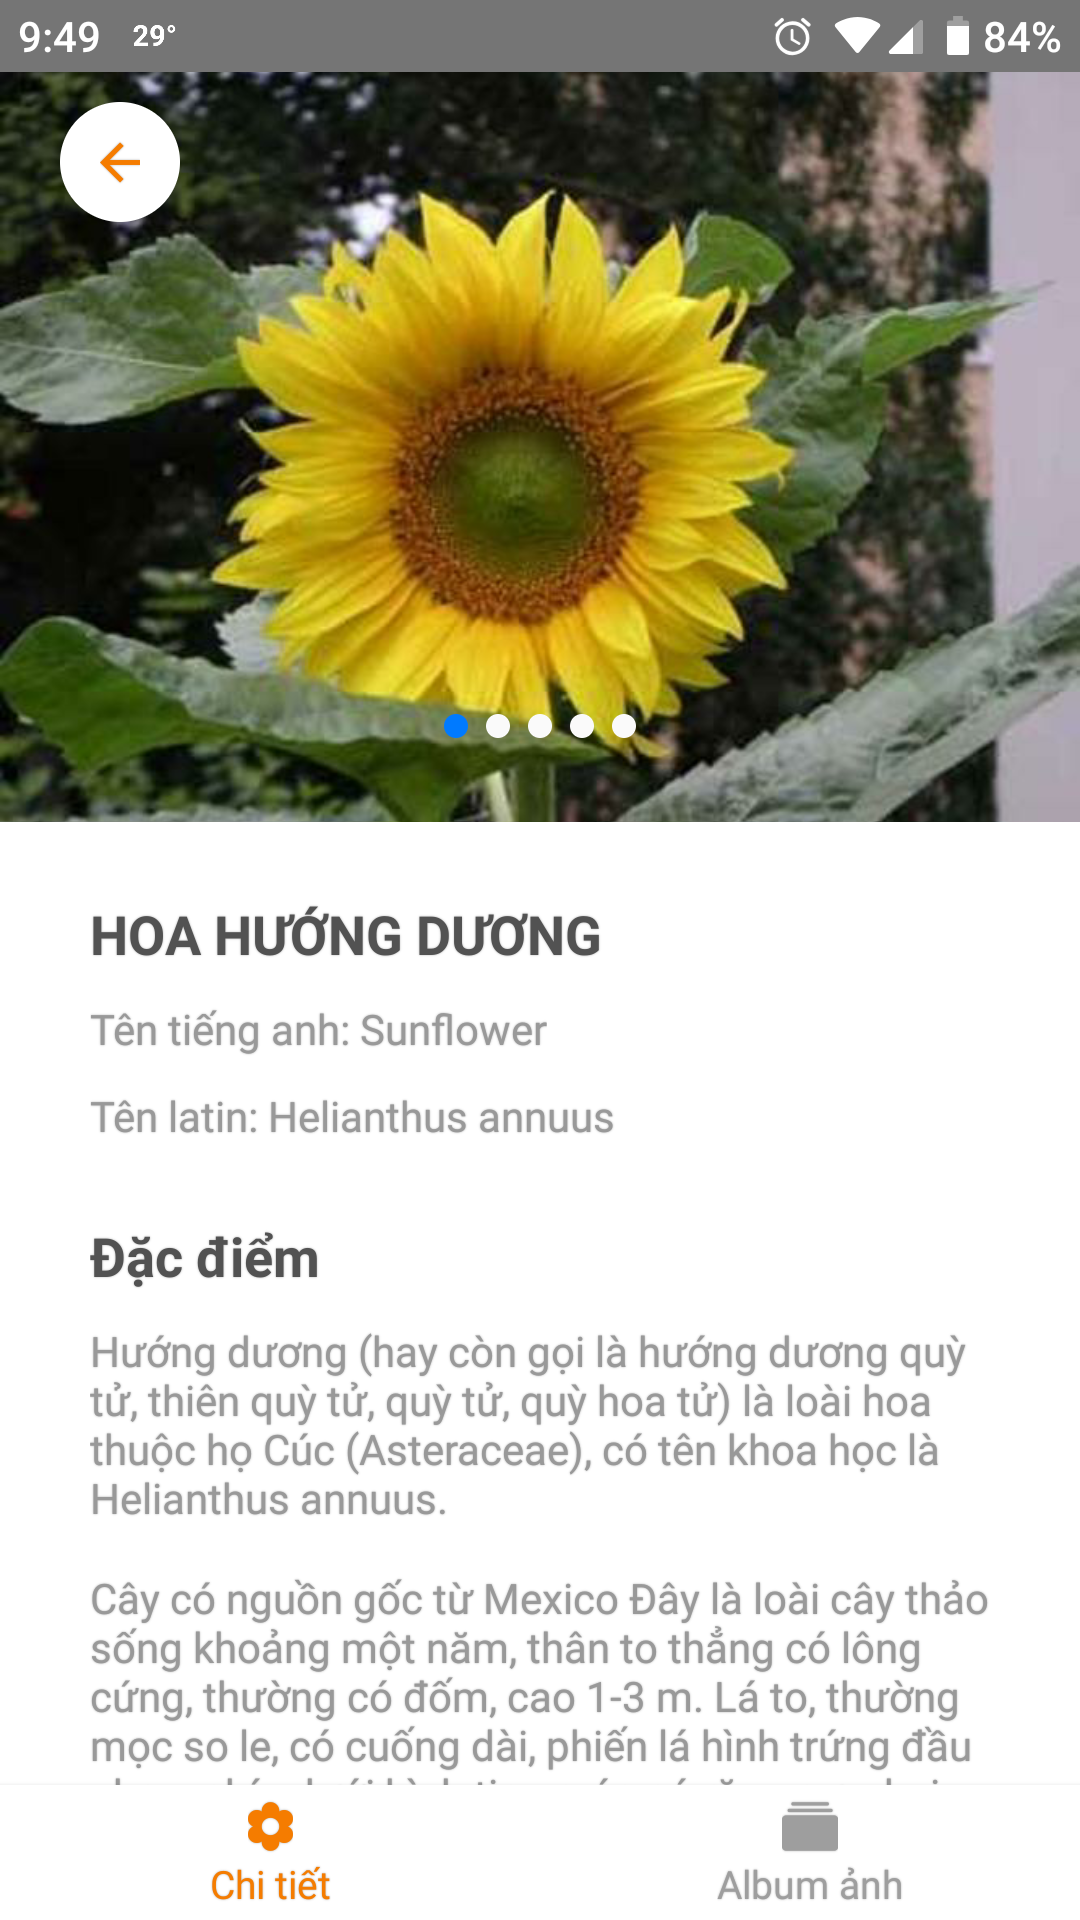 9:49 29° 84%
HOA HƯỚNG DƯƠNG
Tên tiếng anh: Sunflower
Tên latin: Helianthus annuus
Đặc điểm
Hướng dương (hay còn gọi là hướng dương quỳ
tử, thiên quỳ tử, quỳ tử, quỳ hoa tử) là loài hoa
thuộc họ Cúc (Asteraceae), có tên khoa học là
Helianthus annuus.
Cây có nguồn gốc từ Mexico Đây là loài cây thảo
sống khoảng một năm, thân to thẳng có lông
cứng, thường có đốm, cao 1-3 m. Lá to, thường
mọc so le, có cuống dài, phiến lá hình trứng đầu
Chi tiết
Album ảnh